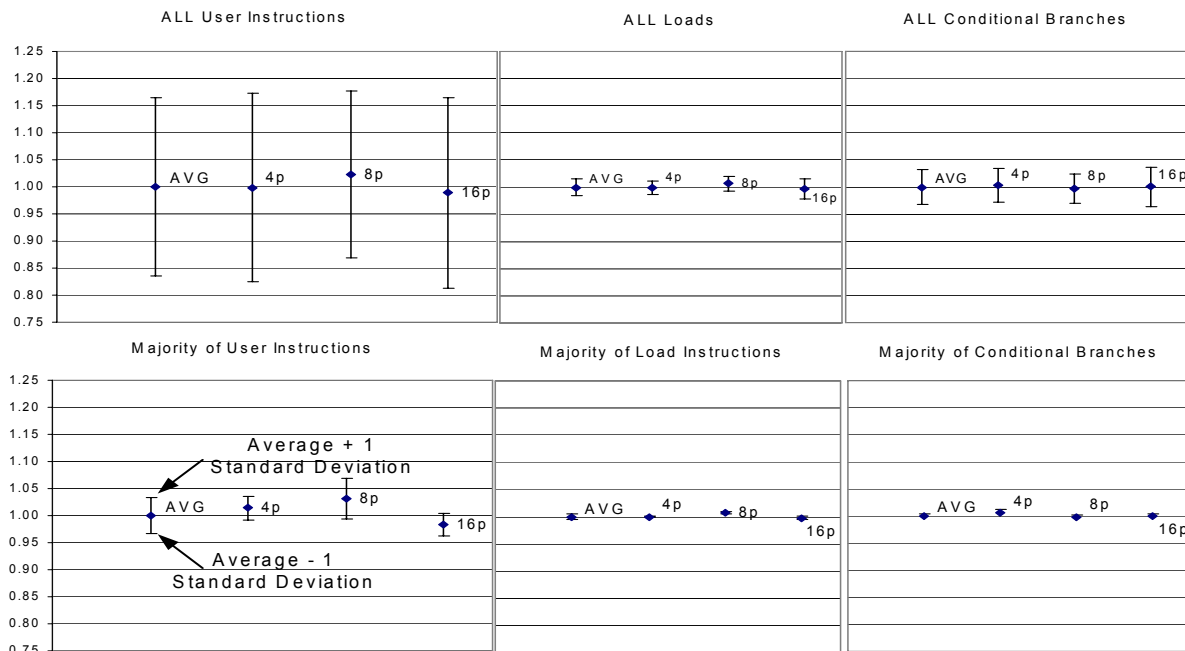 ALL User Instructions
ALL Loads
ALL Conditional Branches
1.25
1.20
1.15
1.10
1.05
1.00
0.95
0.90
0.85
0.80
0.75
AVG
4p
8p
16p
AVG
4p
8p
16p
AVG
4p
8p
16p
Majority of User Instructions
Majority of Load Instructions
Majority of Conditional Branches
1.25
1.20
1.15
1.10
1.05
1.00
0.95
0.90
0.85
0.80
0.75
Average + 1
Standard Deviation
AVG
4p
8p
16p
Average - 1
Standard Deviation
AVG
4p
8p
16p
AVG
4p
8p
16p